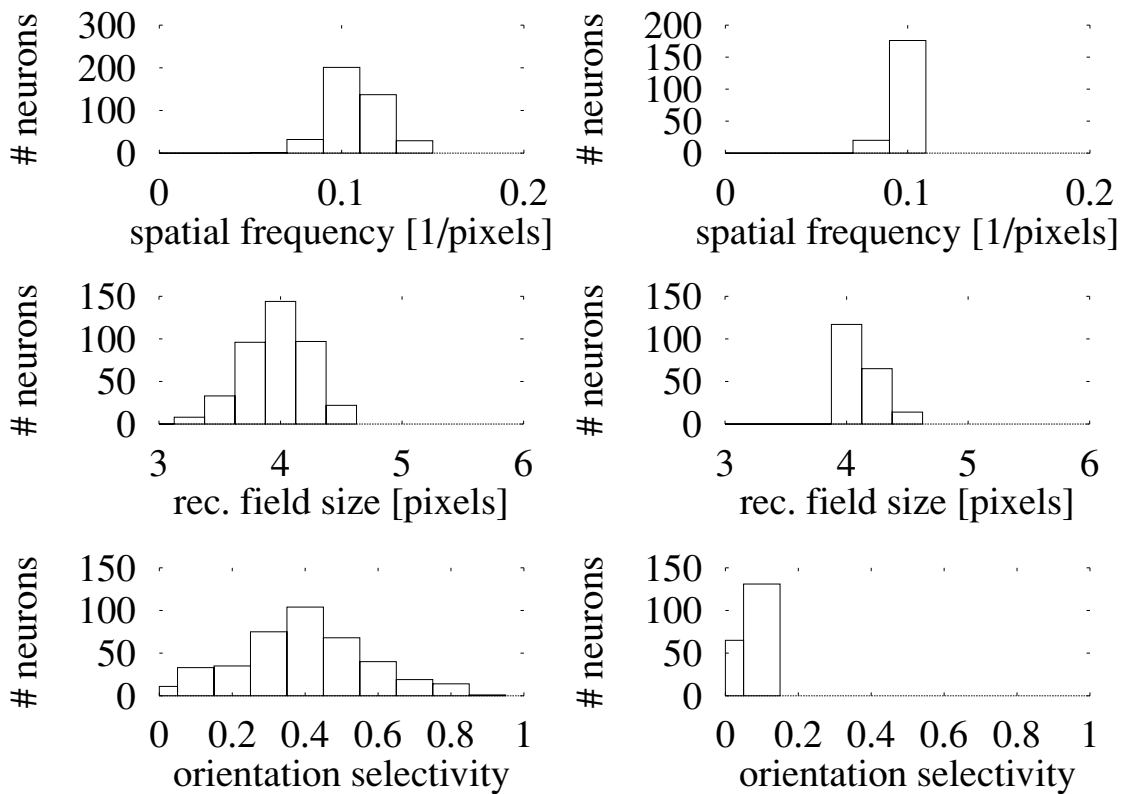 # neurons
300
200
100
0
0 0.1 0.2
spatial frequency [1/pixels]
# neurons
200
150
100
50
0
0 0.1 0.2
spatial frequency [1/pixels]
# neurons
150
100
50
0
3 4 5 6
rec. field size [pixels]
# neurons
150
100
50
0
3 4 5 6
rec. field size [pixels]
# neurons
150
100
50
0
0 0.2 0.4 0.6 0.8 1
orientation selectivity
# neurons
150
100
50
0
0 0.2 0.4 0.6 0.8 1
orientation selectivity